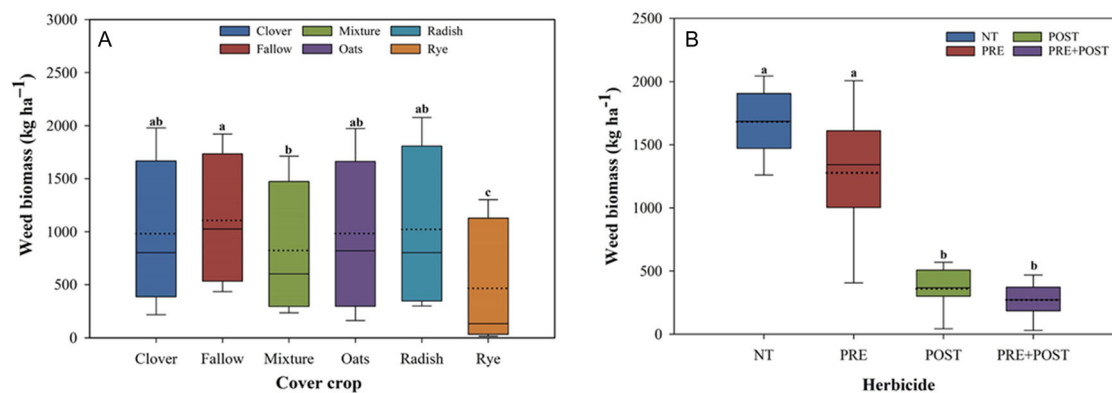 A
Clover Mixture Radish
Fallow Oats Rye
3000
2500
2000
1500
1000
500
0
Weed biomass (kg ha⁻¹)
ab a b ab ab c
Clover Fallow Mixture Oats Radish Rye
Cover crop
B
NT POST
PRE PRE+POST
2500
2000
1500
1000
500
0
Weed biomass (kg ha⁻¹)
a a b b
NT PRE POST PRE+POST
Herbicide